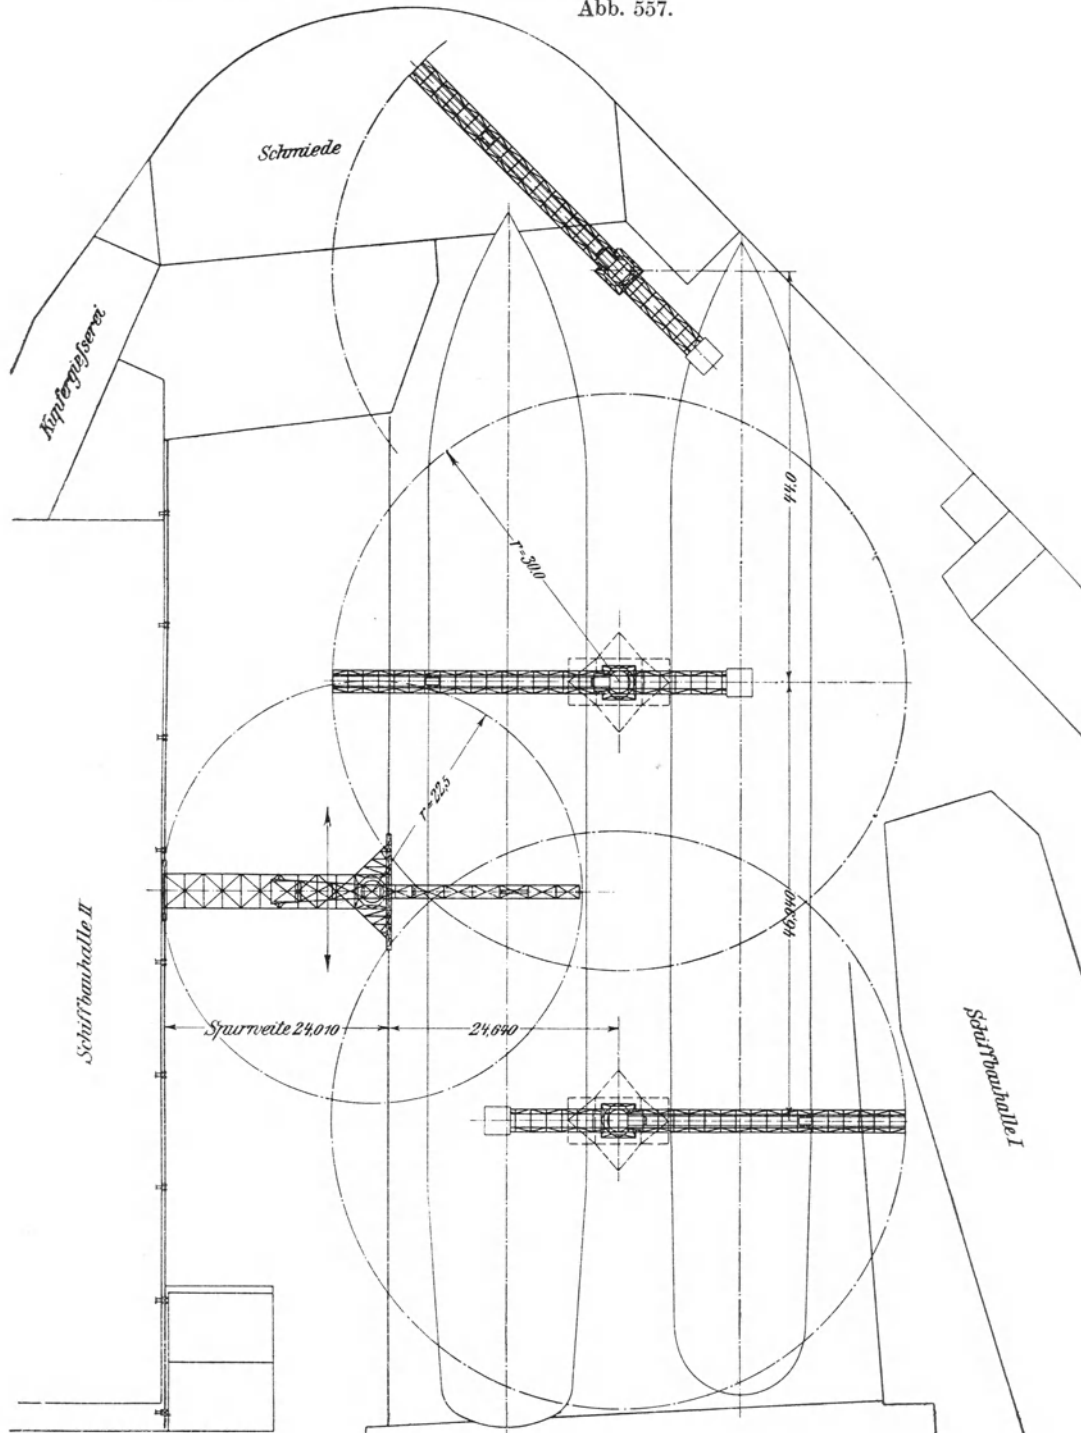 Abb. 557.
Schmiede
Kupfergießerei
44,0
r=30,0
r=22,5
46,940
Schiffbauhalle II
Spurweite 24,010
24,690
Schiffbauhalle I